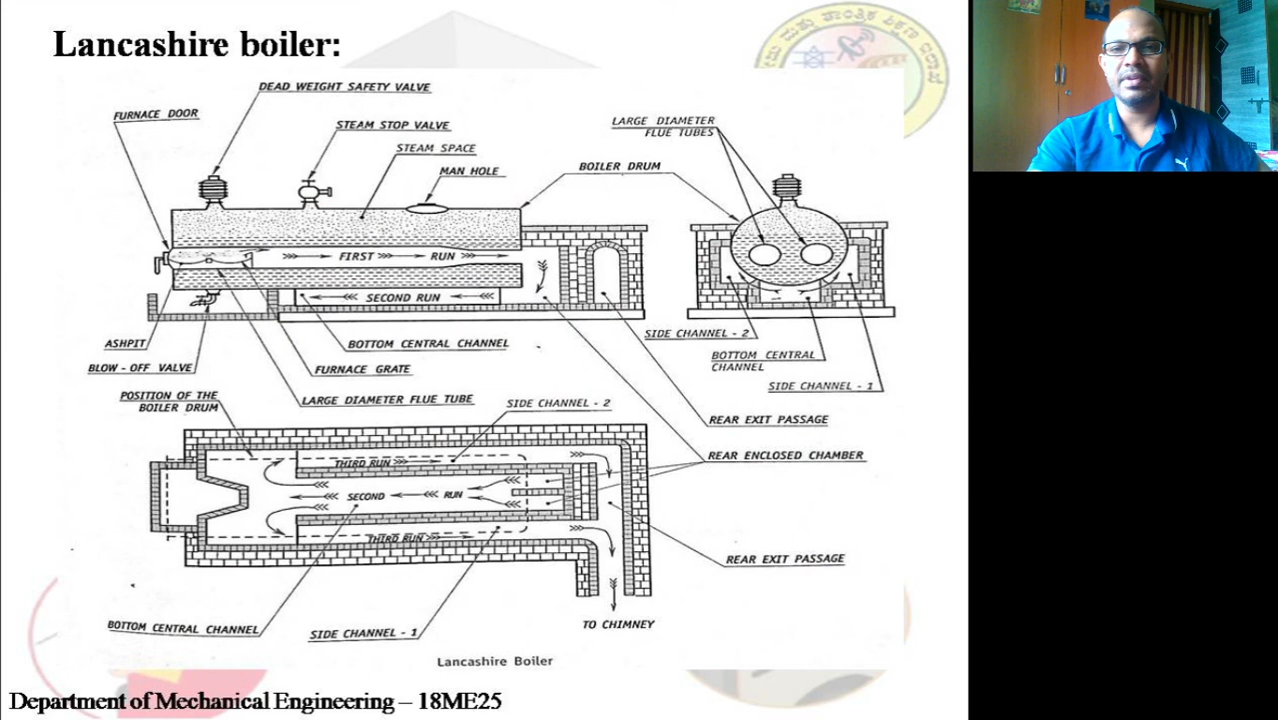 Lancashire boiler:
DEAD WEIGHT SAFETY VALVE
FURNACE DOOR
STEAM STOP VALVE
LARGE DIAMETER
FLUE TUBES
STEAM SPACE
MAN HOLE
BOILER DRUM
FIRST RUN
SECOND RUN
SIDE CHANNEL - 2
ASHPIT
BOTTOM CENTRAL CHANNEL
BOTTOM CENTRAL
CHANNEL
BLOW - OFF VALVE
FURNACE GRATE
SIDE CHANNEL - 1
POSITION OF THE
BOILER DRUM
LARGE DIAMETER FLUE TUBE
SIDE CHANNEL - 2
REAR EXIT PASSAGE
REAR ENCLOSED CHAMBER
THIRD RUN
SECOND RUN
THIRD RUN
REAR EXIT PASSAGE
BOTTOM CENTRAL CHANNEL
SIDE CHANNEL - 1
TO CHIMNEY
Lancashire Boiler
Department of Mechanical Engineering – 18ME25